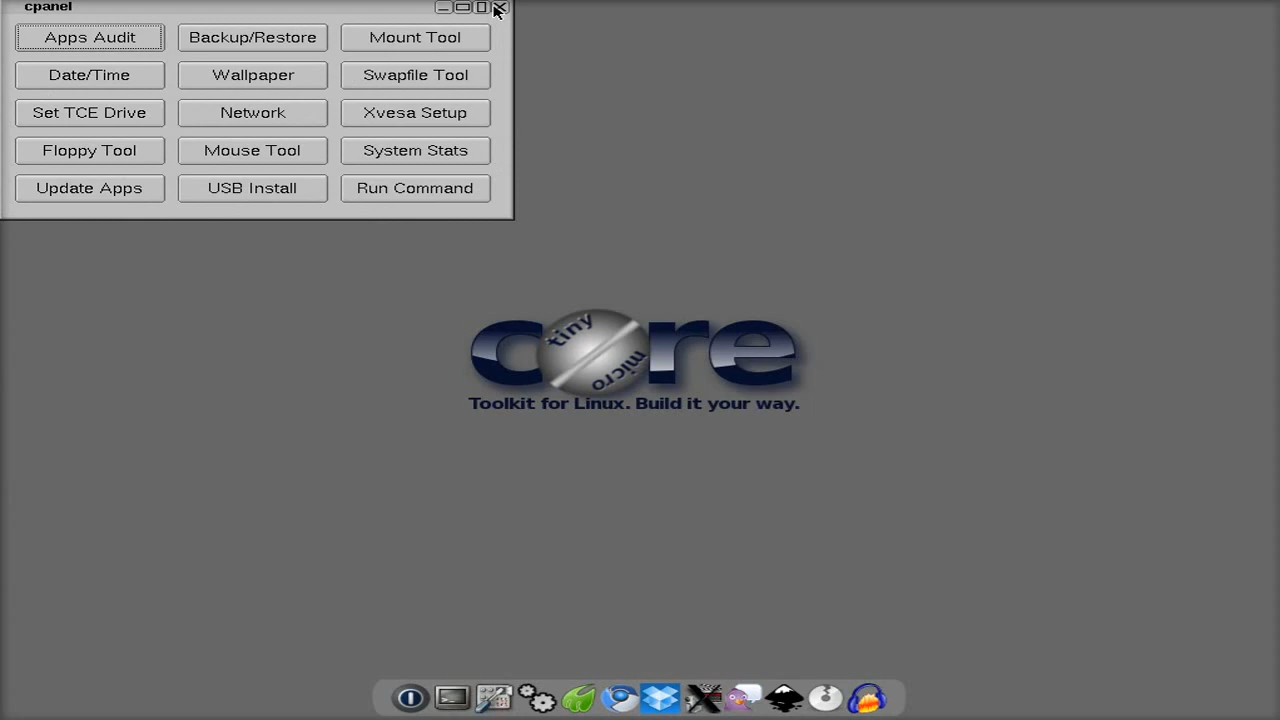 cpanel
Apps Audit
Backup/Restore
Mount Tool
Date/Time
Wallpaper
Swapfile Tool
Set TCE Drive
Network
Xvesa Setup
Floppy Tool
Mouse Tool
System Stats
Update Apps
USB Install
Run Command
core
tiny
micro
Toolkit for Linux. Build it your way.